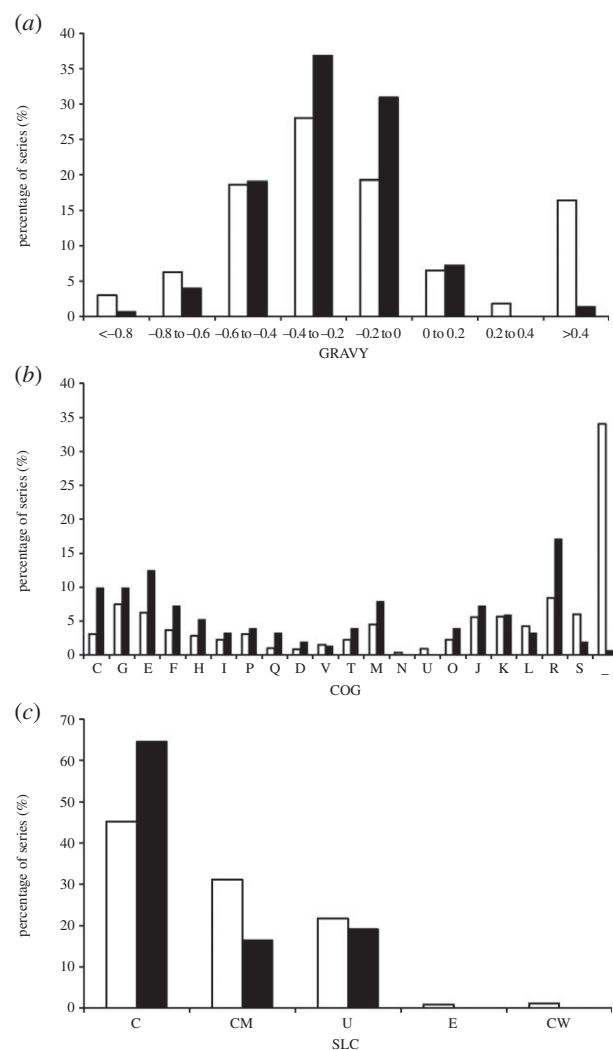 (a)
percentage of series (%)
40
35
30
25
20
15
10
5
0
<–0.8 –0.8 to –0.6 –0.6 to –0.4 –0.4 to –0.2 –0.2 to 0 0 to 0.2 0.2 to 0.4 >0.4
GRAVY
(b)
percentage of series (%)
40
35
30
25
20
15
10
5
0
C G E F H I P Q D V T M N U O J K L R S _
COG
(c)
percentage of series (%)
70
60
50
40
30
20
10
0
C CM U E CW
SLC